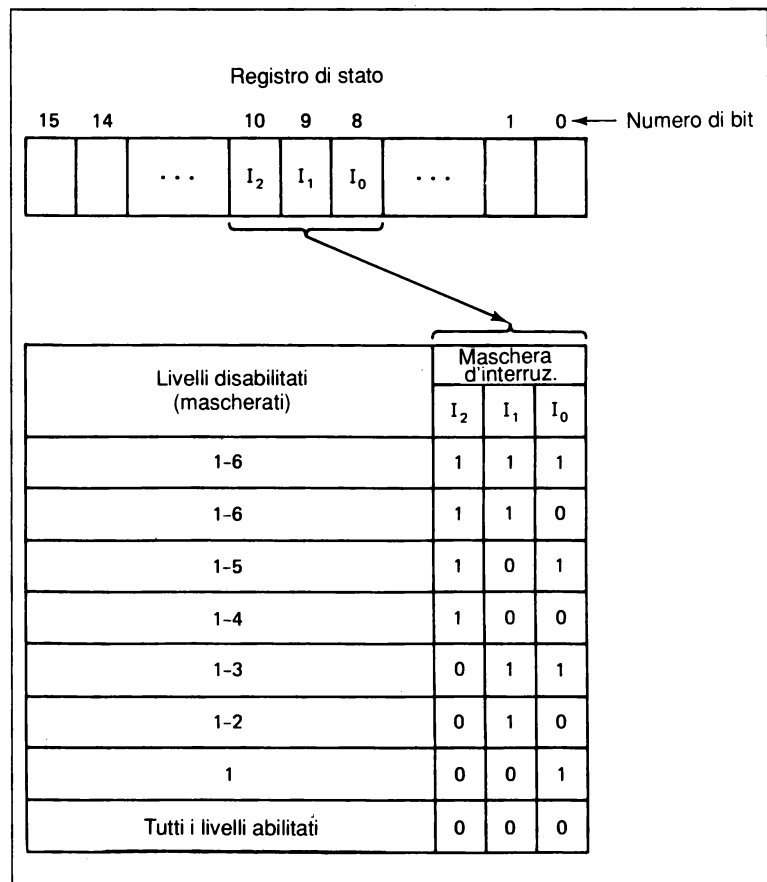 Registro di stato
15 14 10 9 8 1 0 Numero di bit
... I₂ I₁ I₀ ...
Livelli disabilitati
(mascherati)
Maschera
d'interruz.
I₂ I₁ I₀
1-6 1 1 1
1-6 1 1 0
1-5 1 0 1
1-4 1 0 0
1-3 0 1 1
1-2 0 1 0
1 0 0 1
Tutti i livelli abilitati 0 0 0